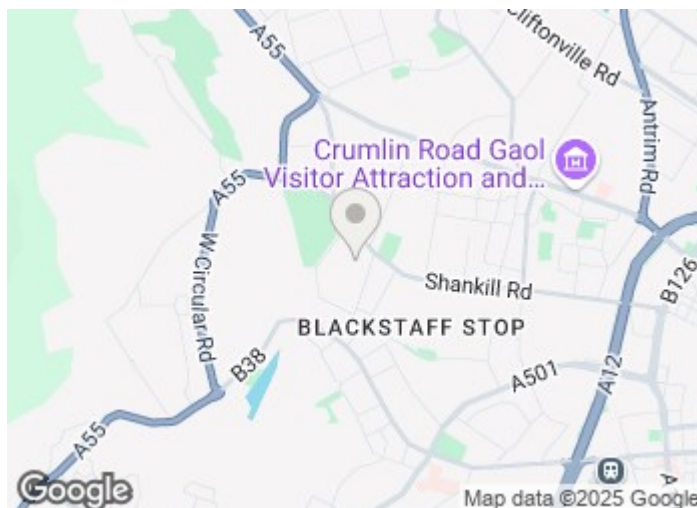 A55
Cliftonville Rd
Antrim Rd
Crumlin Road Gaol
Visitor Attraction and...
A55
W Circular Rd
Shankill Rd
B126
BLACKSTAFF STOP
B38
A501
A12
A55
A
Google
Map data ©2025 Google